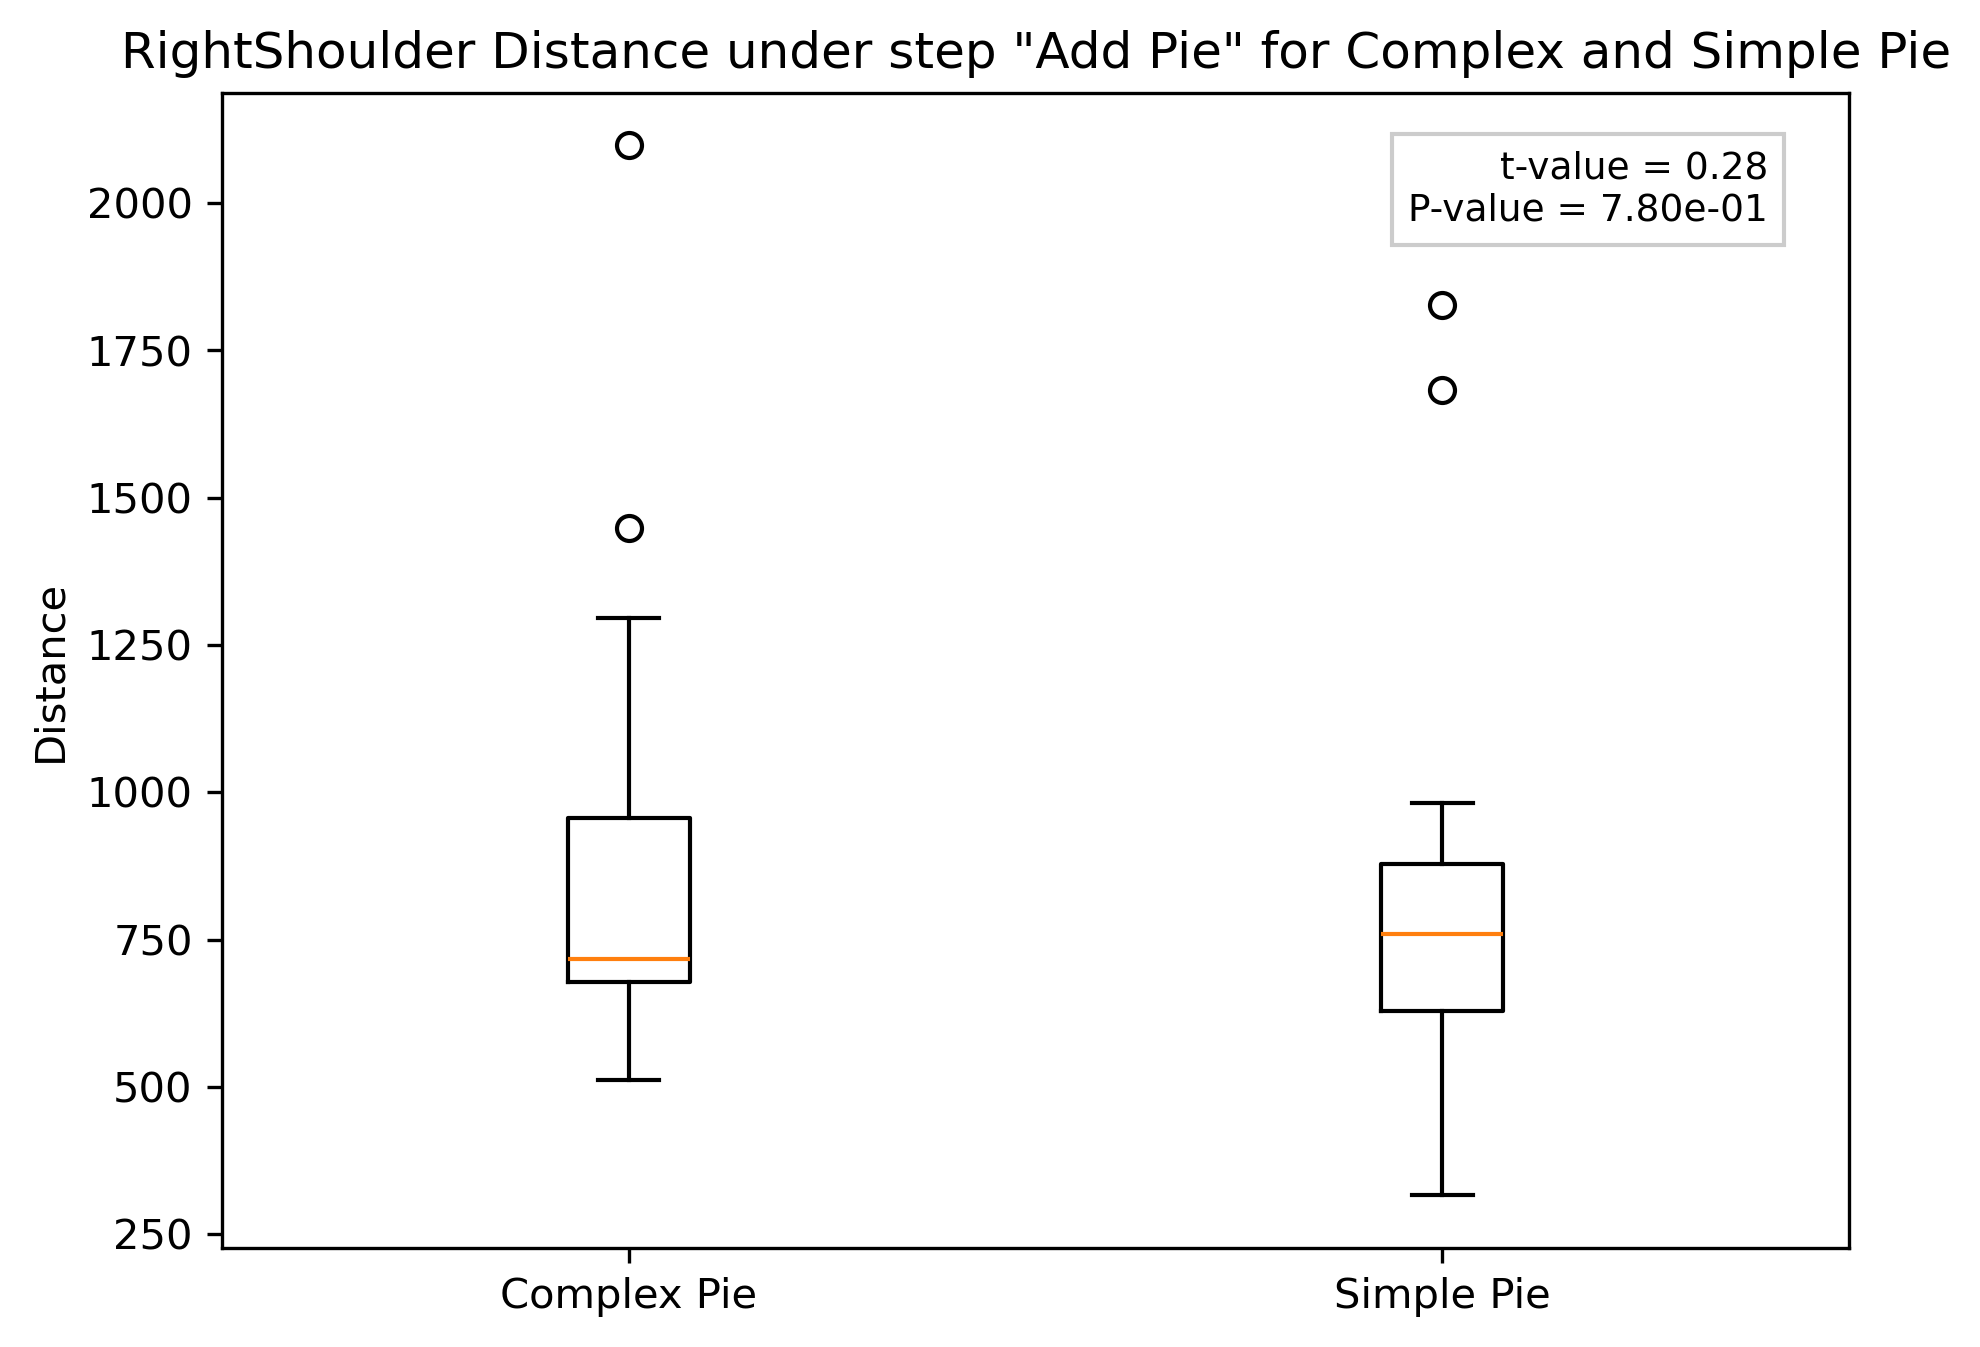 RightShoulder Distance under step "Add Pie" for Complex and Simple Pie
t-value = 0.28
P-value = 7.80e-01
2000
1750
1500
1250
1000
750
500
250
Distance
Complex Pie
Simple Pie